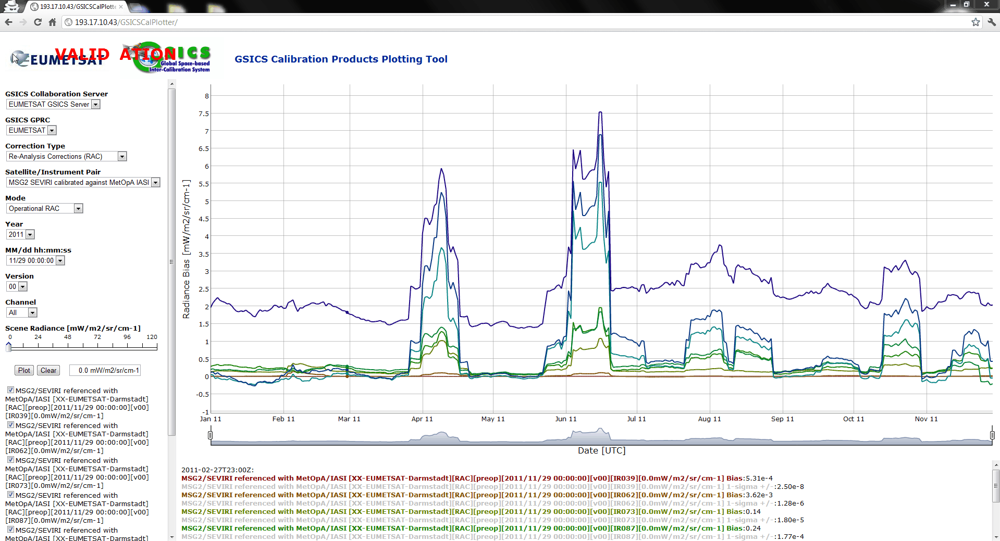 193.17.10.43/GSICSCalPlotte
193.17.10.43/GSICSCalPlotter/
EUMETSAT
VALID ATION
GSICS
Global Space-based
Inter-Calibration System
GSICS Calibration Products Plotting Tool
GSICS Collaboration Server
EUMETSAT GSICS Server
GSICS GPRC
EUMETSAT
Correction Type
Re-Analysis Corrections (RAC)
Satellite/Instrument Pair
MSG2 SEVIRI calibrated against MetOpA IASI
Mode
Operational RAC
Year
2011
MM/dd hh:mm:ss
11/29 00:00:00
Version
00
Channel
All
Scene Radiance [mW/m2/sr/cm-1]
0 24 48 72 96 120
Plot Clear 0.0 mW/m2/sr/cm-1
MSG2/SEVIRI referenced with
MetOpA/IASI [XX-EUMETSAT-Darmstadt]
[RAC][preop][2011/11/29 00:00:00][v00]
[IR039][0.0mW/m2/sr/cm-1]
MSG2/SEVIRI referenced with
MetOpA/IASI [XX-EUMETSAT-Darmstadt]
[RAC][preop][2011/11/29 00:00:00][v00]
[IR062][0.0mW/m2/sr/cm-1]
MSG2/SEVIRI referenced with
MetOpA/IASI [XX-EUMETSAT-Darmstadt]
[RAC][preop][2011/11/29 00:00:00][v00]
[IR073][0.0mW/m2/sr/cm-1]
MSG2/SEVIRI referenced with
MetOpA/IASI [XX-EUMETSAT-Darmstadt]
[RAC][preop][2011/11/29 00:00:00][v00]
[IR087][0.0mW/m2/sr/cm-1]
MSG2/SEVIRI referenced with
MetOpA/IASI [XX-EUMETSAT-Darmstadt]
Radiance Bias [mW/m2/sr/cm-1]
8
7.5
7
6.5
6
5.5
5
4.5
4
3.5
3
2.5
2
1.5
1
0.5
0
-0.5
-1
Jan 11 Feb 11 Mar 11 Apr 11 May 11 Jun 11 Jul 11 Aug 11 Sep 11 Oct 11 Nov 11
Date [UTC]
2011-02-27T23:00Z:
MSG2/SEVIRI referenced with MetOpA/IASI [XX-EUMETSAT-Darmstadt][RAC][preop][2011/11/29 00:00:00][v00][IR039][0.0mW/m2/sr/cm-1] Bias:5.31e-4
MSG2/SEVIRI referenced with MetOpA/IASI [XX-EUMETSAT-Darmstadt][RAC][preop][2011/11/29 00:00:00][v00][IR039][0.0mW/m2/sr/cm-1] 1-sigma +/-:2.50e-8
MSG2/SEVIRI referenced with MetOpA/IASI [XX-EUMETSAT-Darmstadt][RAC][preop][2011/11/29 00:00:00][v00][IR062][0.0mW/m2/sr/cm-1] Bias:3.62e-3
MSG2/SEVIRI referenced with MetOpA/IASI [XX-EUMETSAT-Darmstadt][RAC][preop][2011/11/29 00:00:00][v00][IR062][0.0mW/m2/sr/cm-1] 1-sigma +/-:1.28e-6
MSG2/SEVIRI referenced with MetOpA/IASI [XX-EUMETSAT-Darmstadt][RAC][preop][2011/11/29 00:00:00][v00][IR073][0.0mW/m2/sr/cm-1] Bias:0.14
MSG2/SEVIRI referenced with MetOpA/IASI [XX-EUMETSAT-Darmstadt][RAC][preop][2011/11/29 00:00:00][v00][IR073][0.0mW/m2/sr/cm-1] 1-sigma +/-:1.80e-5
MSG2/SEVIRI referenced with MetOpA/IASI [XX-EUMETSAT-Darmstadt][RAC][preop][2011/11/29 00:00:00][v00][IR087][0.0mW/m2/sr/cm-1] Bias:0.24
MSG2/SEVIRI referenced with MetOpA/IASI [XX-EUMETSAT-Darmstadt][RAC][preop][2011/11/29 00:00:00][v00][IR087][0.0mW/m2/sr/cm-1] 1-sigma +/-:1.77e-4